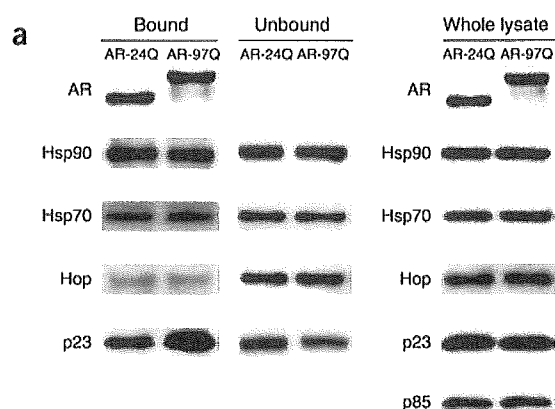 a
Bound Unbound Whole lysate
AR-24Q AR-97Q AR-24Q AR-97Q AR-24Q AR-97Q
AR AR
Hsp90 Hsp90
Hsp70 Hsp70
Hop Hop
p23 p23
p85